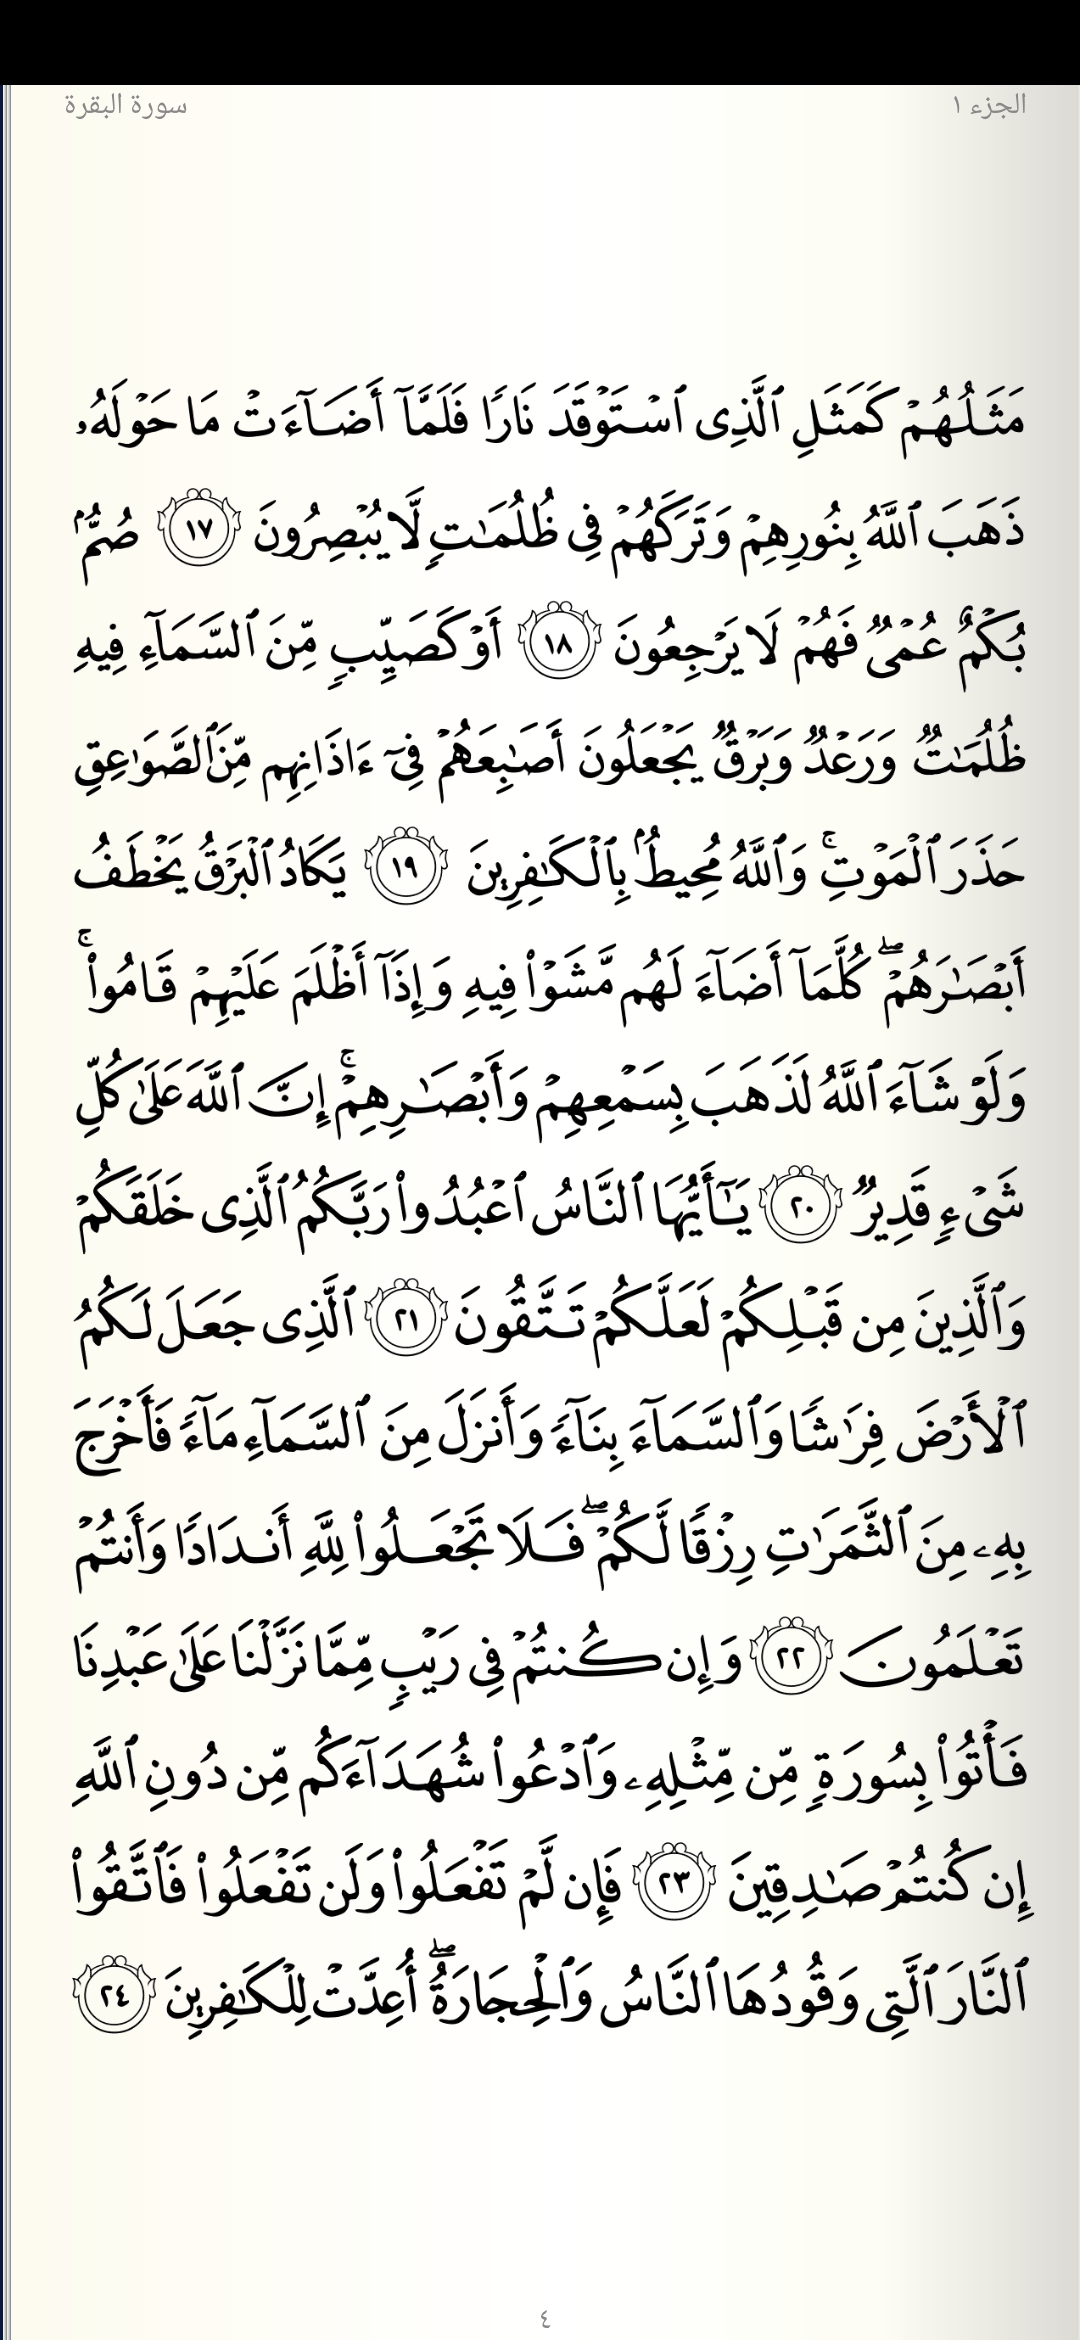 الجزء ١
سورة البقرة
مَثَلُهُمْ كَمَثَلِ ٱلَّذِى ٱسْتَوْقَدَ نَارًا فَلَمَّآ أَضَآءَتْ مَا حَوْلَهُۥ
ذَهَبَ ٱللَّهُ بِنُورِهِمْ وَتَرَكَهُمْ فِى ظُلُمَٰتٍ لَّا يُبْصِرُونَ ١٧ صُمٌّۢ
بُكْمٌ عُمْىٌ فَهُمْ لَا يَرْجِعُونَ ١٨ أَوْ كَصَيِّبٍ مِّنَ ٱلسَّمَآءِ فِيهِ
ظُلُمَٰتٌ وَرَعْدٌ وَبَرْقٌ يَجْعَلُونَ أَصَٰبِعَهُمْ فِىٓ ءَاذَانِهِم مِّنَ ٱلصَّوَٰعِقِ
حَذَرَ ٱلْمَوْتِ ۚ وَٱللَّهُ مُحِيطٌۢ بِٱلْكَٰفِرِينَ ١٩ يَكَادُ ٱلْبَرْقُ يَخْطَفُ
أَبْصَٰرَهُمْ ۖ كُلَّمَآ أَضَآءَ لَهُم مَّشَوْا۟ فِيهِ وَإِذَآ أَظْلَمَ عَلَيْهِمْ قَامُوا۟ ۚ
وَلَوْ شَآءَ ٱللَّهُ لَذَهَبَ بِسَمْعِهِمْ وَأَبْصَٰرِهِمْ ۚ إِنَّ ٱللَّهَ عَلَىٰ كُلِّ
شَىْءٍ قَدِيرٌ ٢٠ يَٰٓأَيُّهَا ٱلنَّاسُ ٱعْبُدُوا۟ رَبَّكُمُ ٱلَّذِى خَلَقَكُمْ
وَٱلَّذِينَ مِن قَبْلِكُمْ لَعَلَّكُمْ تَتَّقُونَ ٢١ ٱلَّذِى جَعَلَ لَكُمُ
ٱلْأَرْضَ فِرَٰشًا وَٱلسَّمَآءَ بِنَآءً وَأَنزَلَ مِنَ ٱلسَّمَآءِ مَآءً فَأَخْرَجَ
بِهِۦ مِنَ ٱلثَّمَرَٰتِ رِزْقًا لَّكُمْ ۖ فَلَا تَجْعَلُوا۟ لِلَّهِ أَندَادًا وَأَنتُمْ
تَعْلَمُونَ ٢٢ وَإِن كُنتُمْ فِى رَيْبٍ مِّمَّا نَزَّلْنَا عَلَىٰ عَبْدِنَا
فَأْتُوا۟ بِسُورَةٍ مِّن مِّثْلِهِۦ وَٱدْعُوا۟ شُهَدَآءَكُم مِّن دُونِ ٱللَّهِ
إِن كُنتُمْ صَٰدِقِينَ ٢٣ فَإِن لَّمْ تَفْعَلُوا۟ وَلَن تَفْعَلُوا۟ فَٱتَّقُوا۟
ٱلنَّارَ ٱلَّتِى وَقُودُهَا ٱلنَّاسُ وَٱلْحِجَارَةُ ۖ أُعِدَّتْ لِلْكَٰفِرِينَ ٢٤
٤